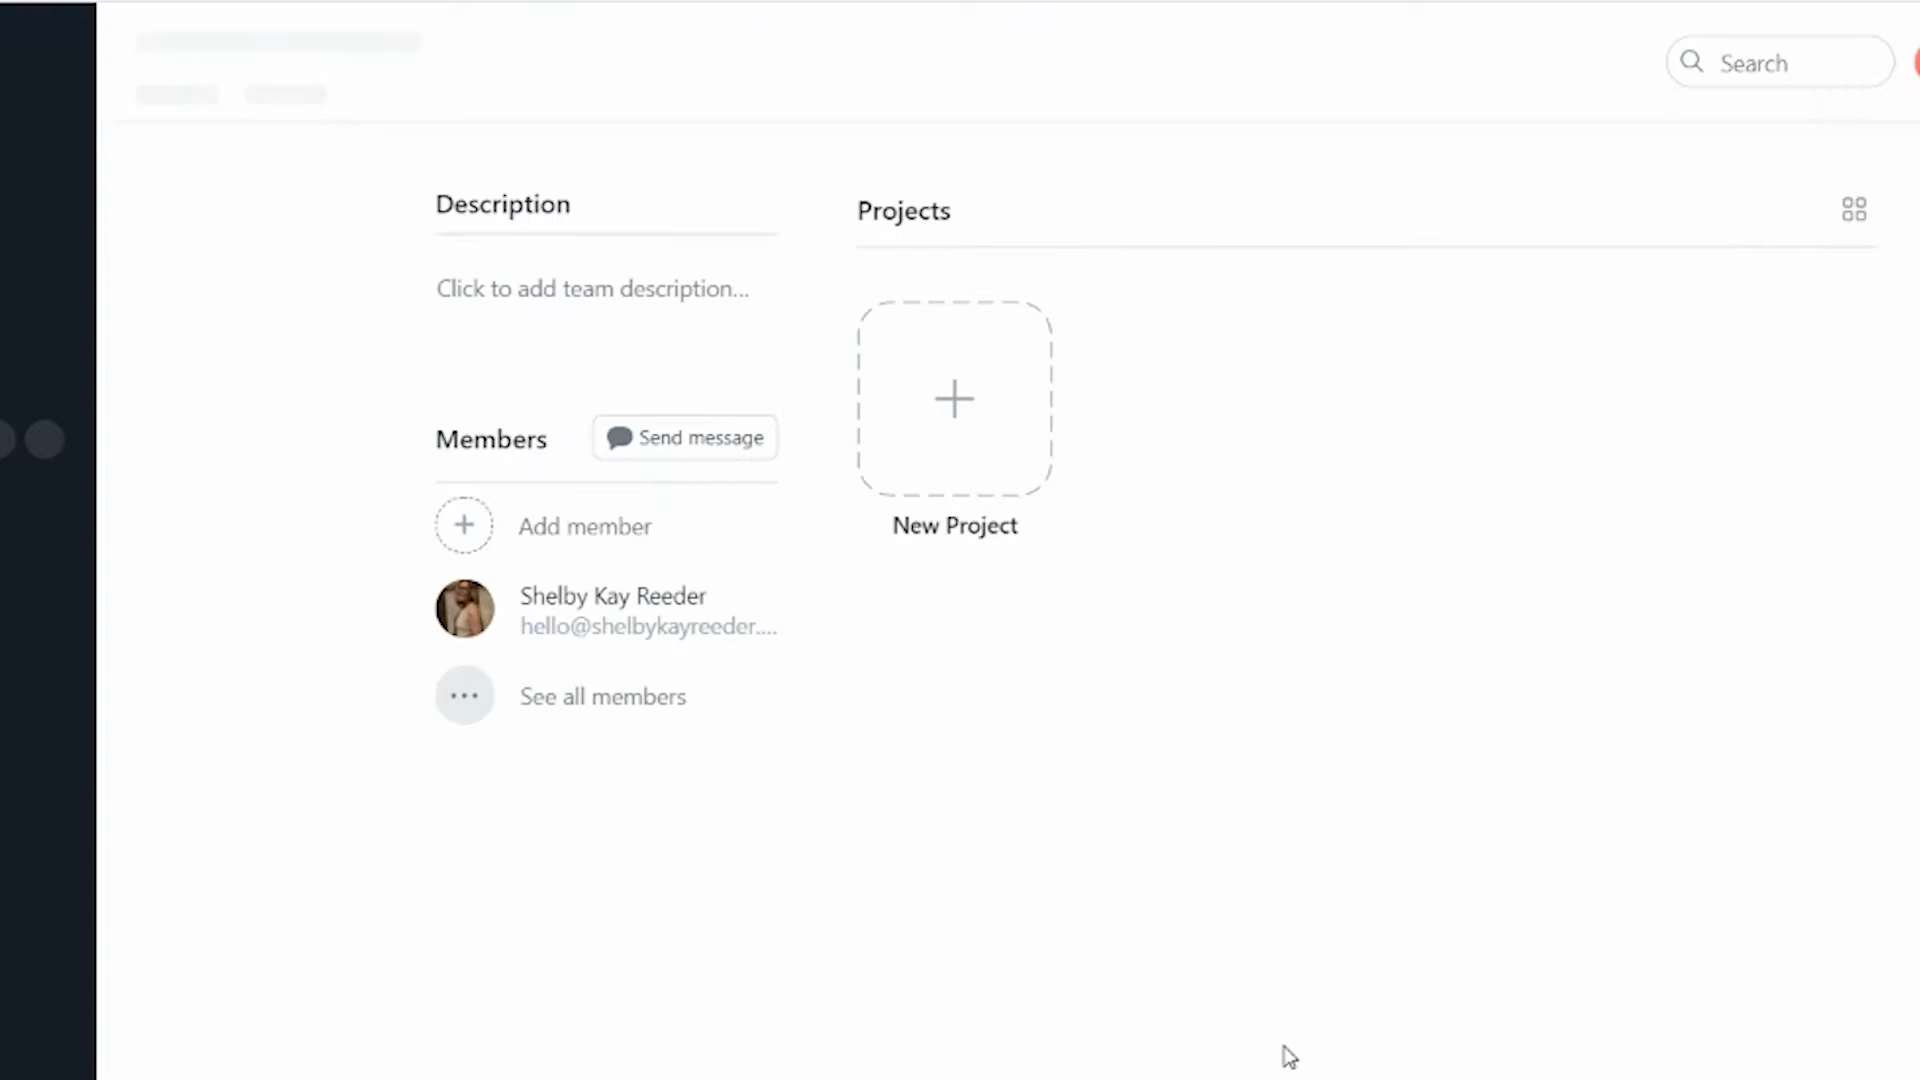 Search
Description
Projects
Click to add team description...
Members
Send message
Add member
New Project
Shelby Kay Reeder
hello@shelbykayreeder....
See all members